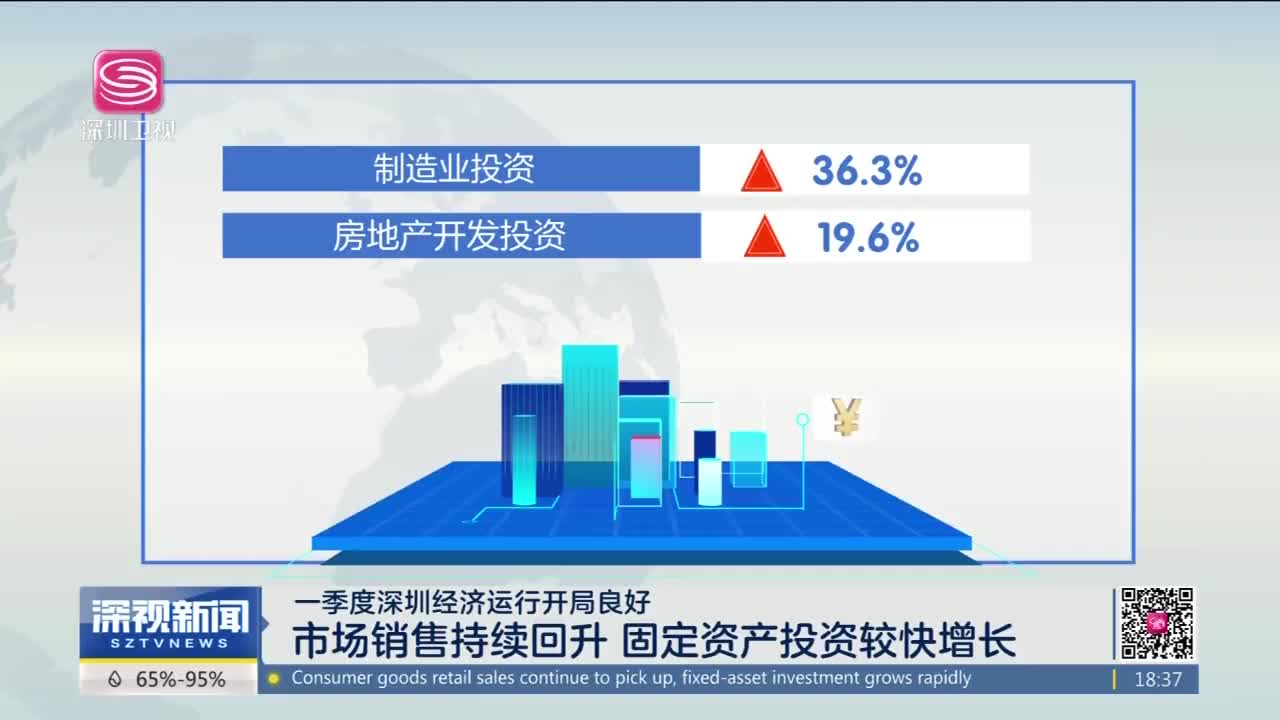 深圳卫视
制造业投资 36.3%
房地产开发投资 19.6%
¥
深视新闻
SZTVNEWS
一季度深圳经济运行开局良好
市场销售持续回升 固定资产投资较快增长
65%-95%
Consumer goods retail sales continue to pick up, fixed-asset investment grows rapidly
18:37